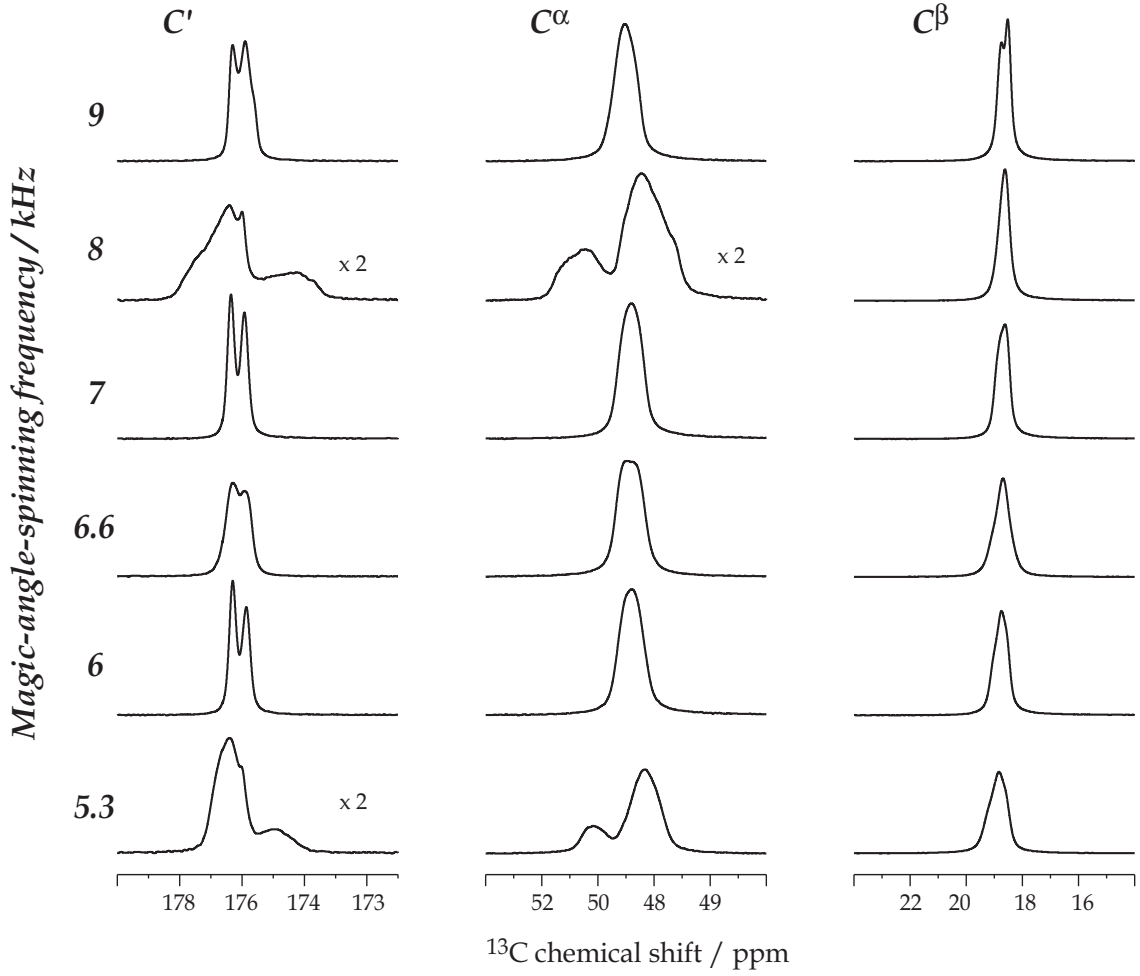 C′ Cα Cβ
Magic-angle-spinning frequency / kHz
9
8
x 2
x 2
7
6.6
6
5.3
x 2
178 176 174 173
52 50 48 49
22 20 18 16
¹³C chemical shift / ppm